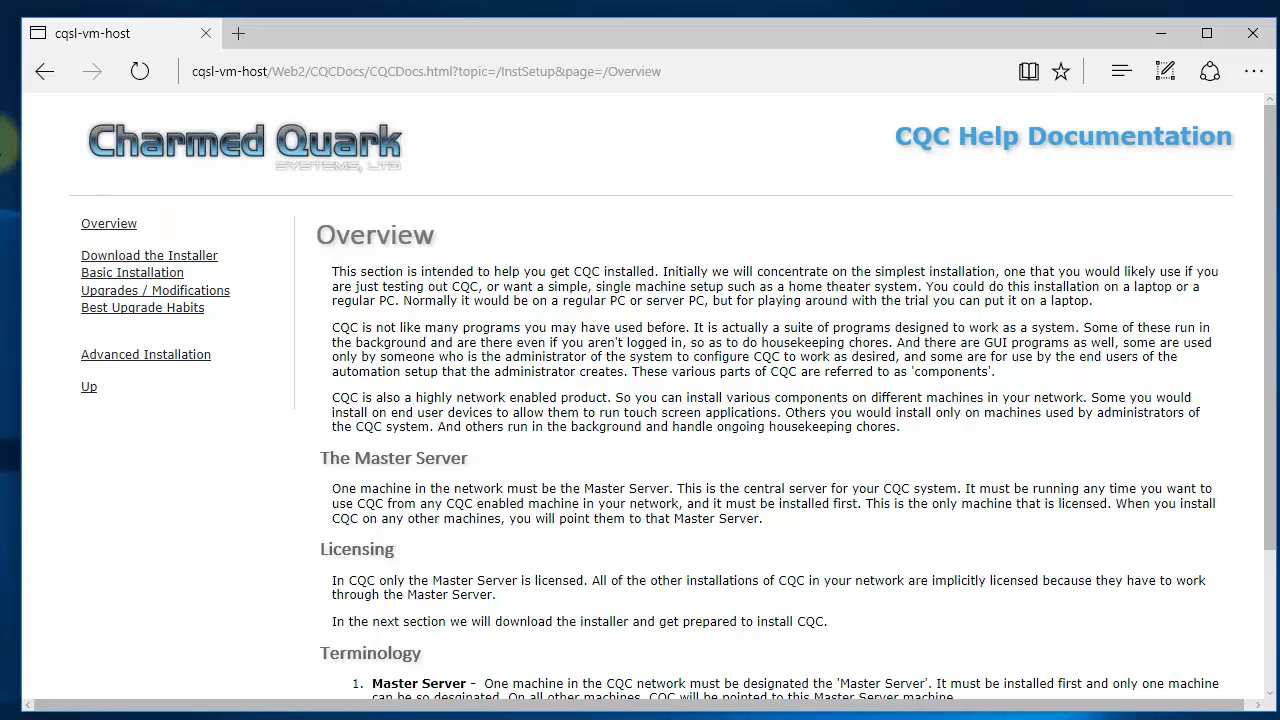 cqsl-vm-host
cqsl-vm-host/Web2/CQCDocs/CQCDocs.html?topic=/InstSetup&page=/Overview
Charmed Quark
SYSTEMS, LTD
CQC Help Documentation
Overview
Download the Installer
Basic Installation
Upgrades / Modifications
Best Upgrade Habits
Advanced Installation
Up
Overview
This section is intended to help you get CQC installed. Initially we will concentrate on the simplest installation, one that you would likely use if you
are just testing out CQC, or want a simple, single machine setup such as a home theater system. You could do this installation on a laptop or a
regular PC. Normally it would be on a regular PC or server PC, but for playing around with the trial you can put it on a laptop.
CQC is not like many programs you may have used before. It is actually a suite of programs designed to work as a system. Some of these run in
the background and are there even if you aren't logged in, so as to do housekeeping chores. And there are GUI programs as well, some are used
only by someone who is the administrator of the system to configure CQC to work as desired, and some are for use by the end users of the
automation setup that the administrator creates. These various parts of CQC are referred to as 'components'.
CQC is also a highly network enabled product. So you can install various components on different machines in your network. Some you would
install on end user devices to allow them to run touch screen applications. Others you would install only on machines used by administrators of
the CQC system. And others run in the background and handle ongoing housekeeping chores.
The Master Server
One machine in the network must be the Master Server. This is the central server for your CQC system. It must be running any time you want to
use CQC from any CQC enabled machine in your network, and it must be installed first. This is the only machine that is licensed. When you install
CQC on any other machines, you will point them to that Master Server.
Licensing
In CQC only the Master Server is licensed. All of the other installations of CQC in your network are implicitly licensed because they have to work
through the Master Server.
In the next section we will download the installer and get prepared to install CQC.
Terminology
1. Master Server - One machine in the CQC network must be designated the 'Master Server'. It must be installed first and only one machine
can be so designated. On all other machines, CQC will be pointed to this Master Server machine.